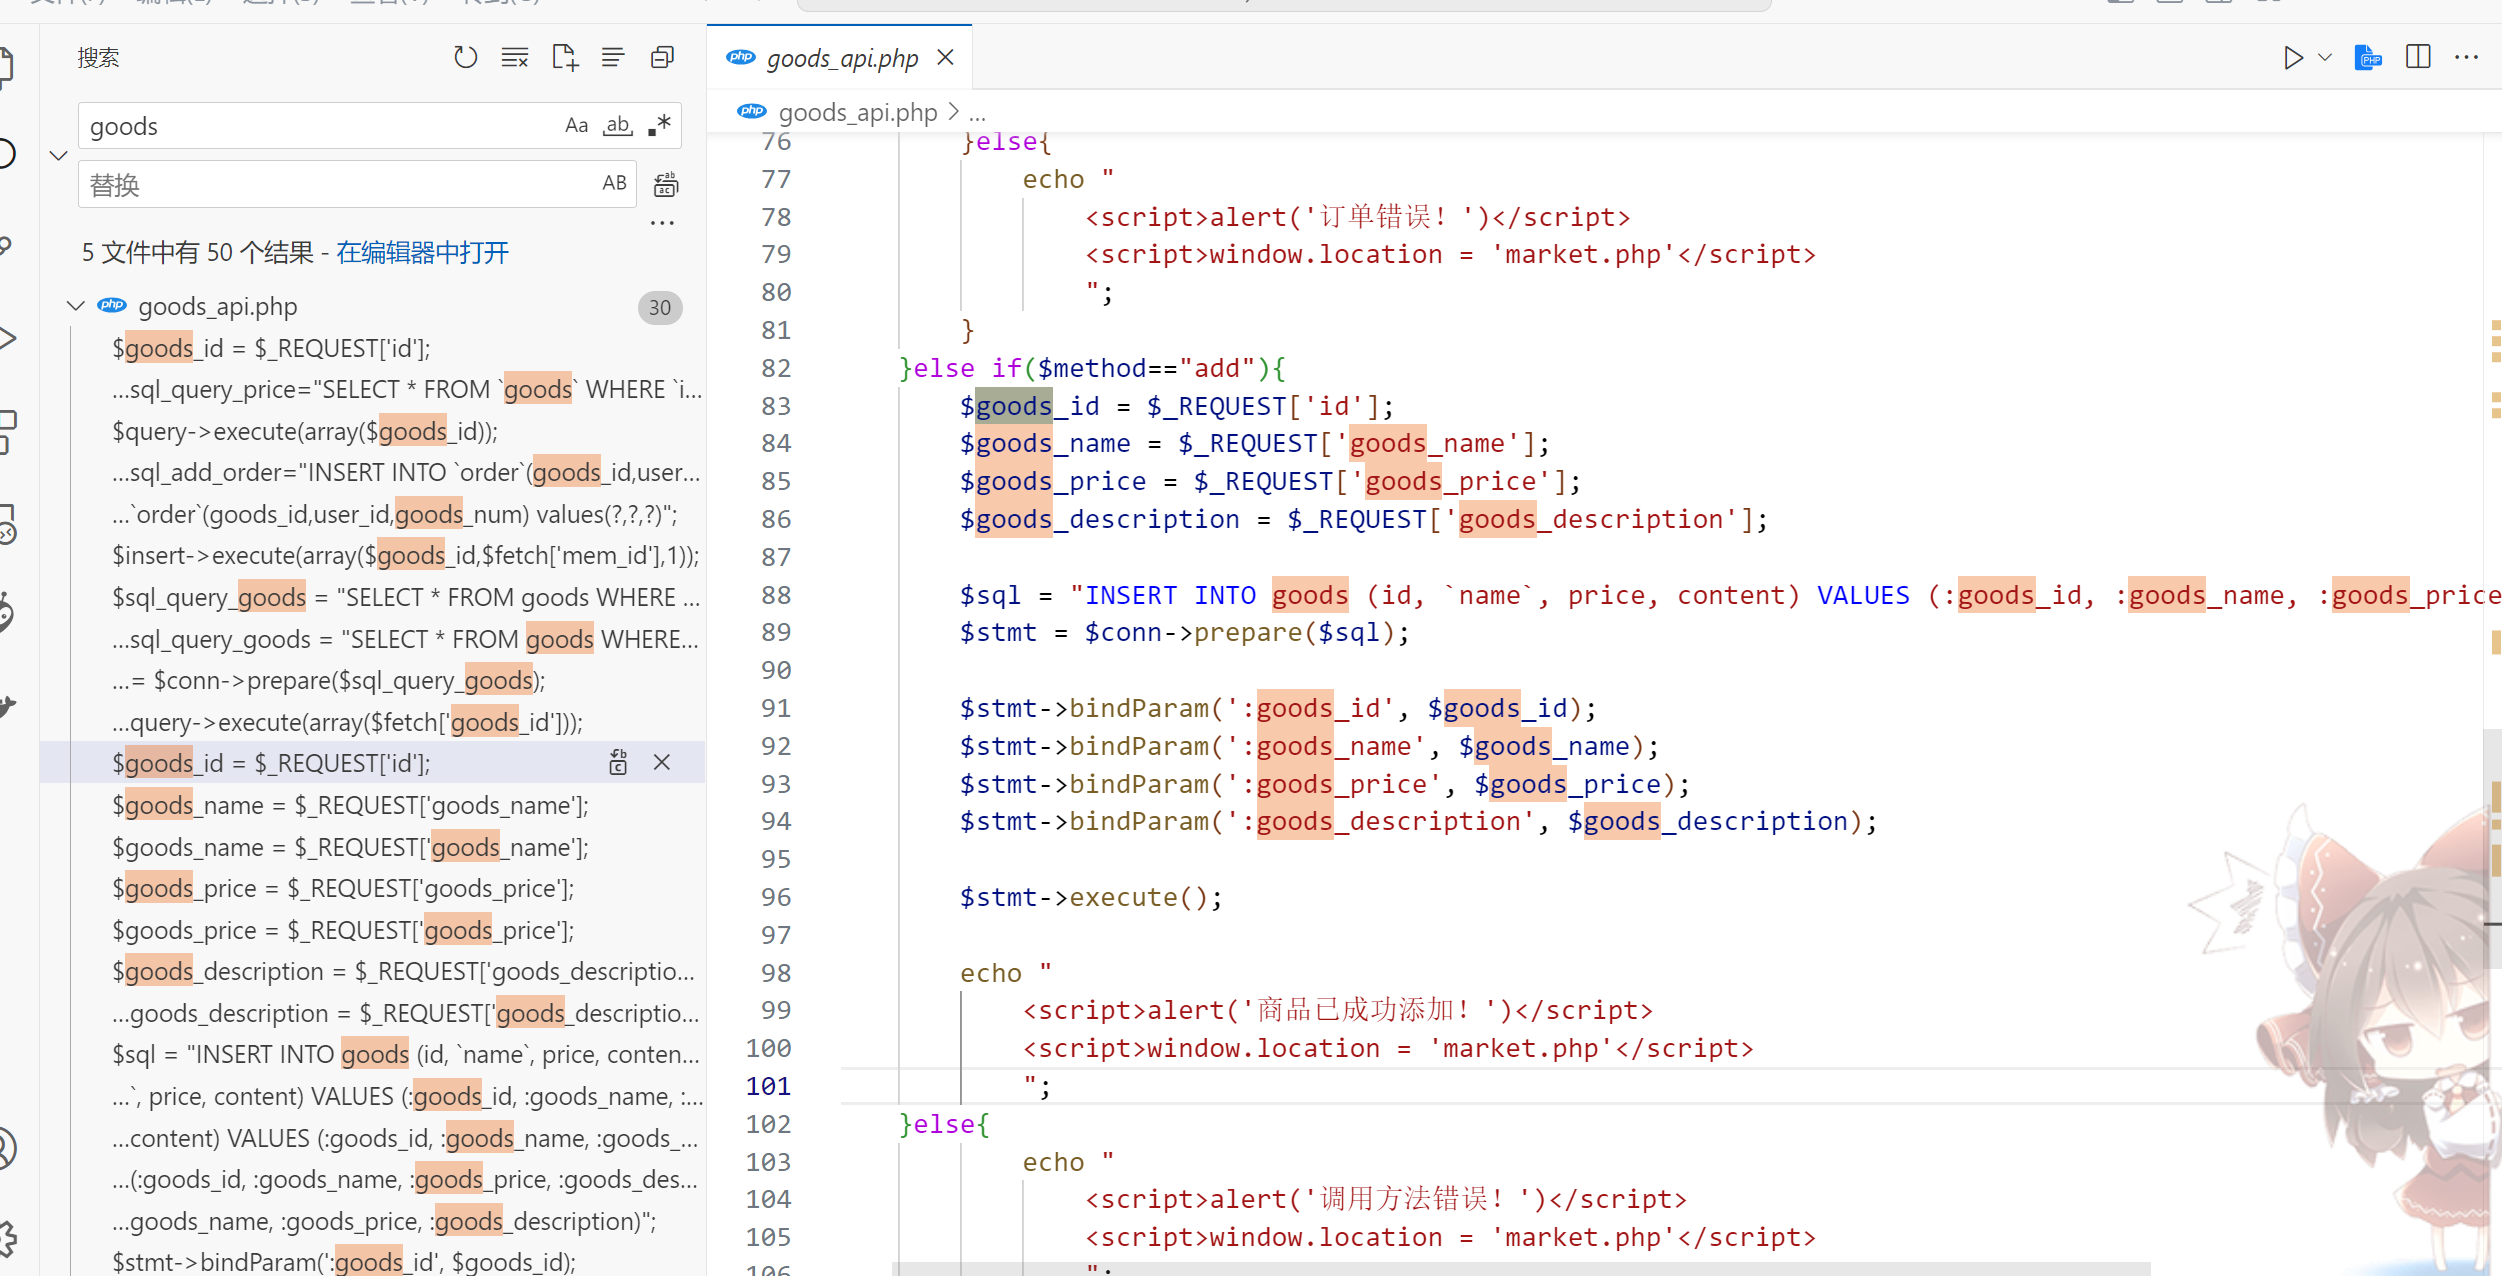 搜索
goods
Aa ab .*
替换
AB
5 文件中有 50 个结果 - 在编辑器中打开
goods_api.php 30
$goods_id = $_REQUEST['id'];
...sql_query_price="SELECT * FROM `goods` WHERE `i...
$query->execute(array($goods_id));
...sql_add_order="INSERT INTO `order`(goods_id,user...
...`order`(goods_id,user_id,goods_num) values(?,?,?)";
$insert->execute(array($goods_id,$fetch['mem_id'],1));
$sql_query_goods = "SELECT * FROM goods WHERE ...
...sql_query_goods = "SELECT * FROM goods WHERE...
...= $conn->prepare($sql_query_goods);
...query->execute(array($fetch['goods_id']));
$goods_id = $_REQUEST['id'];
$goods_name = $_REQUEST['goods_name'];
$goods_name = $_REQUEST['goods_name'];
$goods_price = $_REQUEST['goods_price'];
$goods_price = $_REQUEST['goods_price'];
$goods_description = $_REQUEST['goods_descriptio...
...goods_description = $_REQUEST['goods_descriptio...
$sql = "INSERT INTO goods (id, `name`, price, conten...
...`, price, content) VALUES (:goods_id, :goods_name, :...
...content) VALUES (:goods_id, :goods_name, :goods_...
...(:goods_id, :goods_name, :goods_price, :goods_des...
...goods_name, :goods_price, :goods_description)";
$stmt->bindParam(':goods_id', $goods_id);
php goods_api.php
php goods_api.php > ...
76 }else{
77 echo "
78 <script>alert('订单错误！')</script>
79 <script>window.location = 'market.php'</script>
80 ";
81 }
82 }else if($method=="add"){
83 $goods_id = $_REQUEST['id'];
84 $goods_name = $_REQUEST['goods_name'];
85 $goods_price = $_REQUEST['goods_price'];
86 $goods_description = $_REQUEST['goods_description'];
87
88 $sql = "INSERT INTO goods (id, `name`, price, content) VALUES (:goods_id, :goods_name, :goods_price
89 $stmt = $conn->prepare($sql);
90
91 $stmt->bindParam(':goods_id', $goods_id);
92 $stmt->bindParam(':goods_name', $goods_name);
93 $stmt->bindParam(':goods_price', $goods_price);
94 $stmt->bindParam(':goods_description', $goods_description);
95
96 $stmt->execute();
97
98 echo "
99 <script>alert('商品已成功添加！')</script>
100 <script>window.location = 'market.php'</script>
101 ";
102 }else{
103 echo "
104 <script>alert('调用方法错误！')</script>
105 <script>window.location = 'market.php'</script>
106 ";